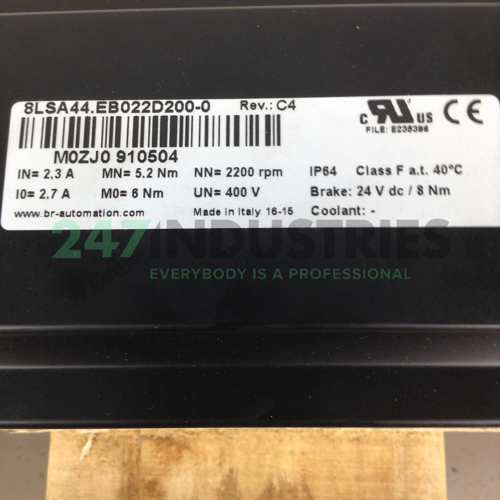 8LSA44.EB022D200-0 Rev.: C4
c RU US
FILE: E235396
CE
M0ZJ0 910504
IN= 2,3 A MN= 5.2 Nm NN= 2200 rpm IP64 Class F a.t. 40°C
I0= 2,7 A M0= 6 Nm UN= 400 V Brake: 24 V dc / 8 Nm
www.br-automation.com Made in Italy 16-15 Coolant: -
247INDUSTRIES
EVERYBODY IS A PROFESSIONAL